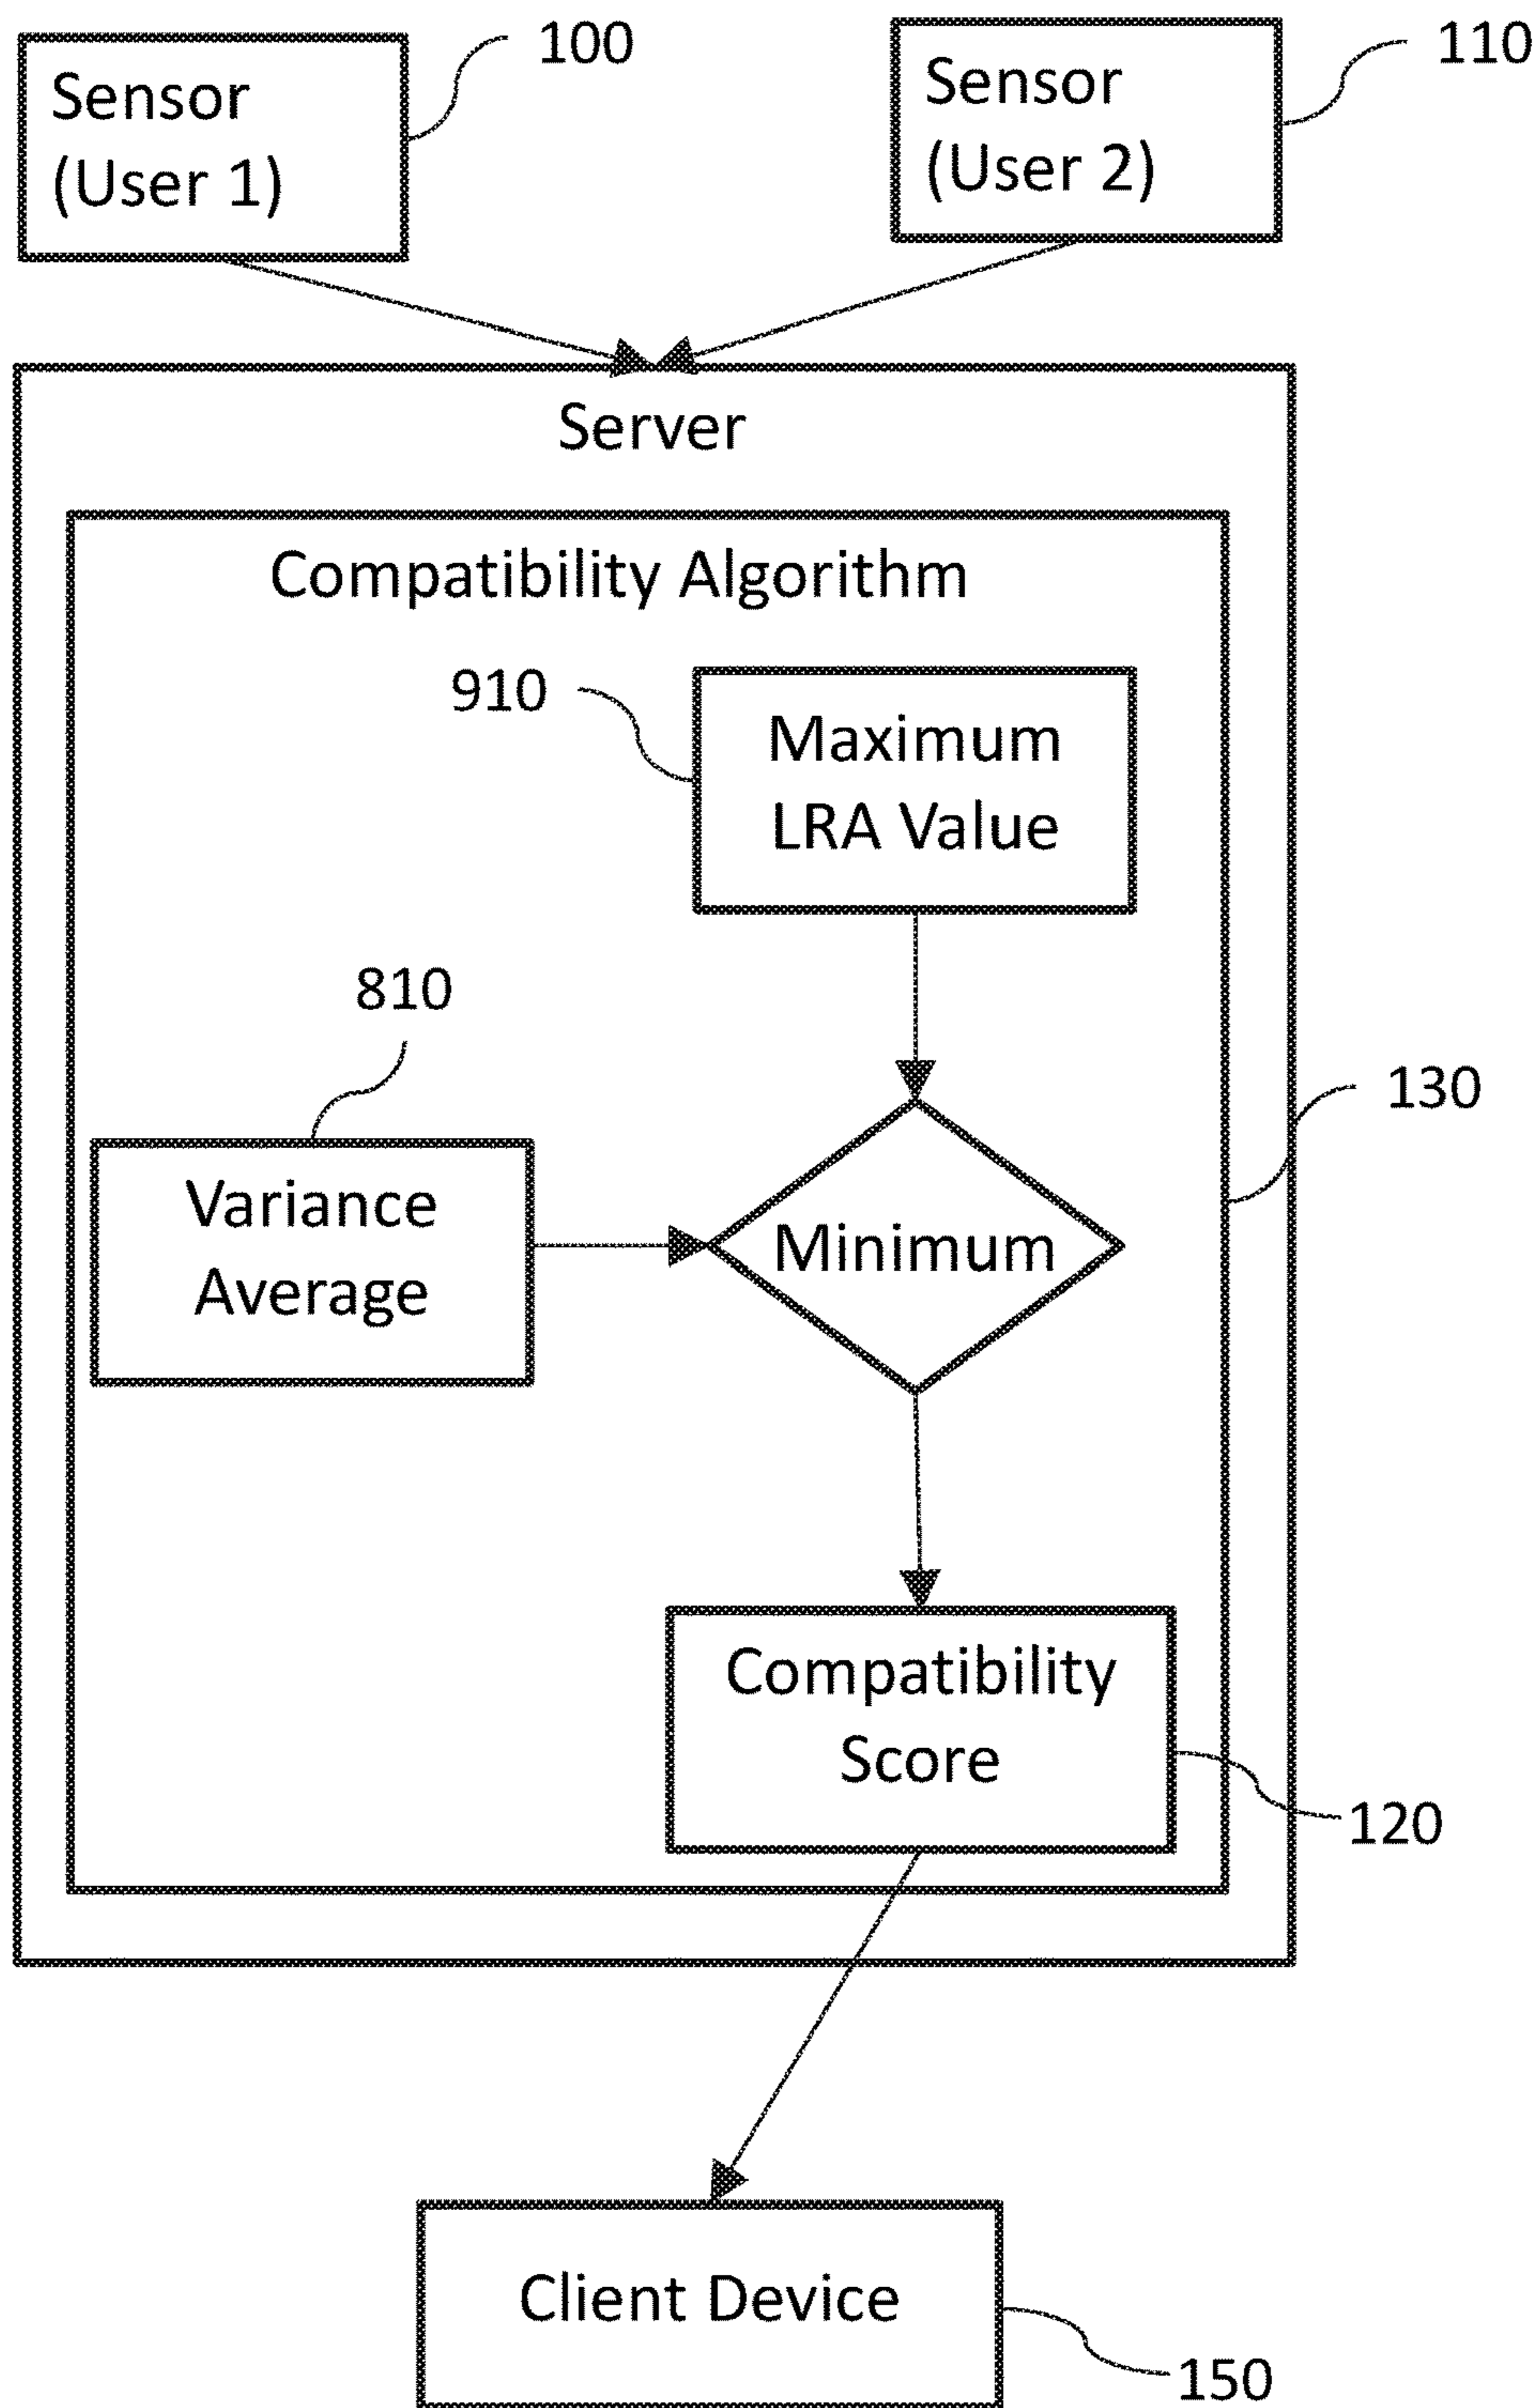 Sensor
(User 1)
100
Sensor
(User 2)
110
Server
Compatibility Algorithm
910
Maximum
LRA Value
810
130
Variance
Average
Minimum
Compatibility
Score
120
Client Device
150